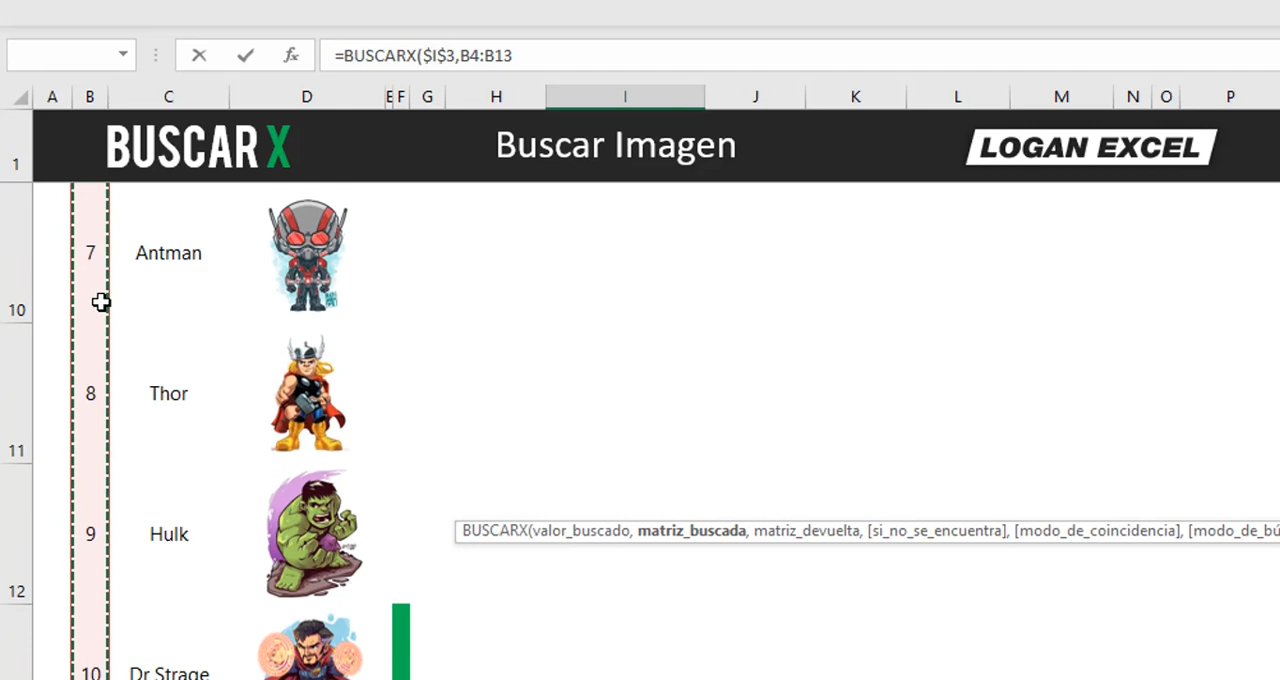 =BUSCARX($I$3,B4:B13
A B C D E F G H I J K L M N O P
1 BUSCAR X Buscar Imagen LOGAN EXCEL
7 Antman
10
8 Thor
11
9 Hulk
BUSCARX(valor_buscado, matriz_buscada, matriz_devuelta, [si_no_se_encuentra], [modo_de_coincidencia], [modo_de_bú
12
10 Dr Strage